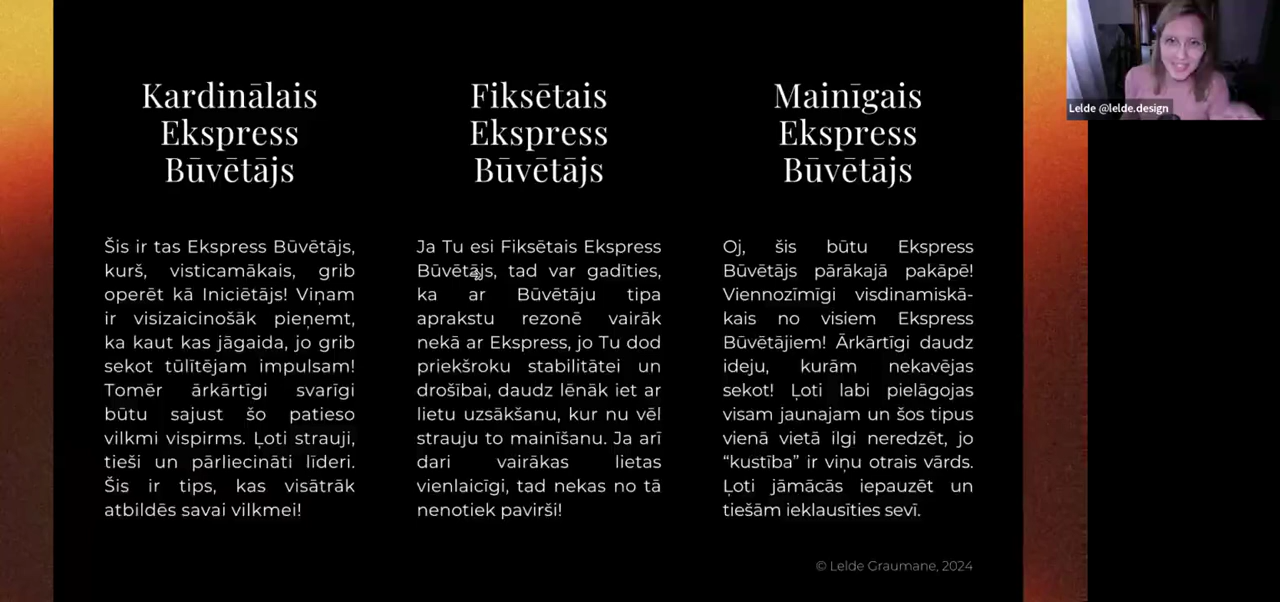 Kardinālais
Ekspress
Būvētājs
Šis ir tas Ekspress Būvētājs,
kurš, visticamākais, grib
operēt kā Iniciētājs! Viņam
ir visizaicinošāk pieņemt,
ka kaut kas jāgaida, jo grib
sekot tūlītējam impulsam!
Tomēr ārkārtīgi svarīgi
būtu sajust šo patieso
vilkmi vispirms. Ļoti strauji,
tieši un pārliecināti līderi.
Šis ir tips, kas visātrāk
atbildēs savai vilkmei!
Fiksētais
Ekspress
Būvētājs
Ja Tu esi Fiksētais Ekspress
Būvētājs, tad var gadīties,
ka ar Būvētāju tipa
aprakstu rezonē vairāk
nekā ar Ekspress, jo Tu dod
priekšroku stabilitātei un
drošībai, daudz lēnāk iet ar
lietu uzsākšanu, kur nu vēl
strauju to mainīšanu. Ja arī
dari vairākas lietas
vienlaicīgi, tad nekas no tā
nenotiek pavirši!
Mainīgais
Ekspress
Būvētājs
Oj, šis būtu Ekspress
Būvētājs pārākajā pakāpē!
Viennozīmīgi visdinamiskā-
kais no visiem Ekspress
Būvētājiem! Ārkārtīgi daudz
ideju, kurām nekavējas
sekot! Ļoti labi pielāgojas
visam jaunajam un šos tipus
vienā vietā ilgi neredzēt, jo
“kustība” ir viņu otrais vārds.
Ļoti jāmācās iepauzēt un
tiešām ieklausīties sevī.
© Lelde Graumane, 2024
Lelde @lelde.design